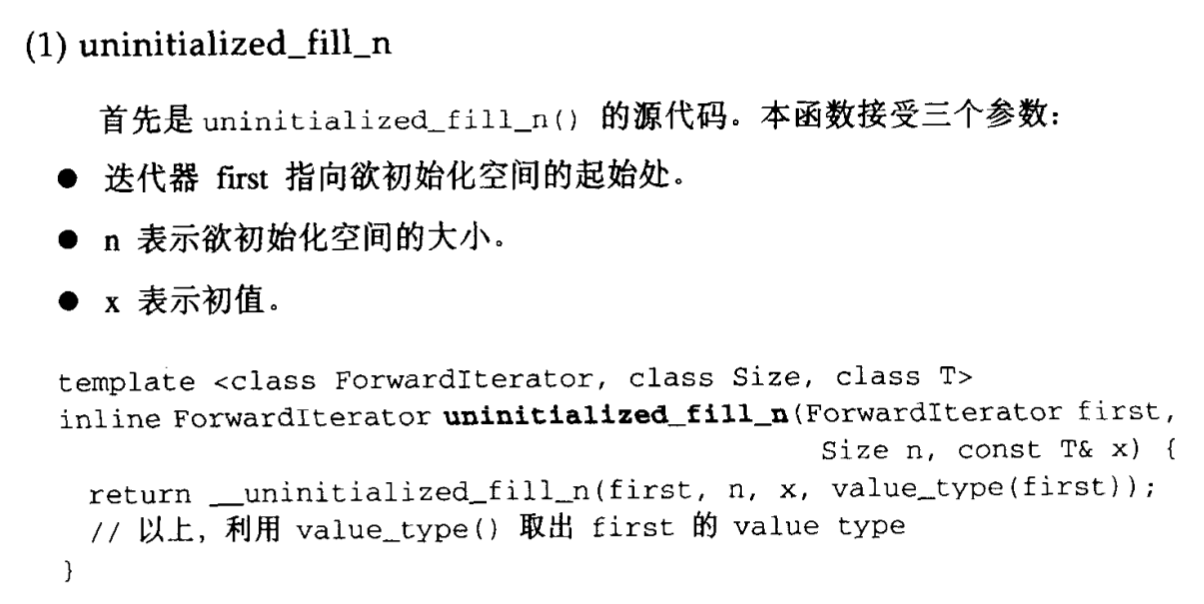 (1) uninitialized_fill_n
首先是 uninitialized_fill_n() 的源代码。本函数接受三个参数:
● 迭代器 first 指向欲初始化空间的起始处。
● n 表示欲初始化空间的大小。
● x 表示初值。
template <class ForwardIterator, class Size, class T>
inline ForwardIterator uninitialized_fill_n(ForwardIterator first,
                                            Size n, const T& x) {
  return __uninitialized_fill_n(first, n, x, value_type(first));
  // 以上, 利用 value_type() 取出 first 的 value type
}